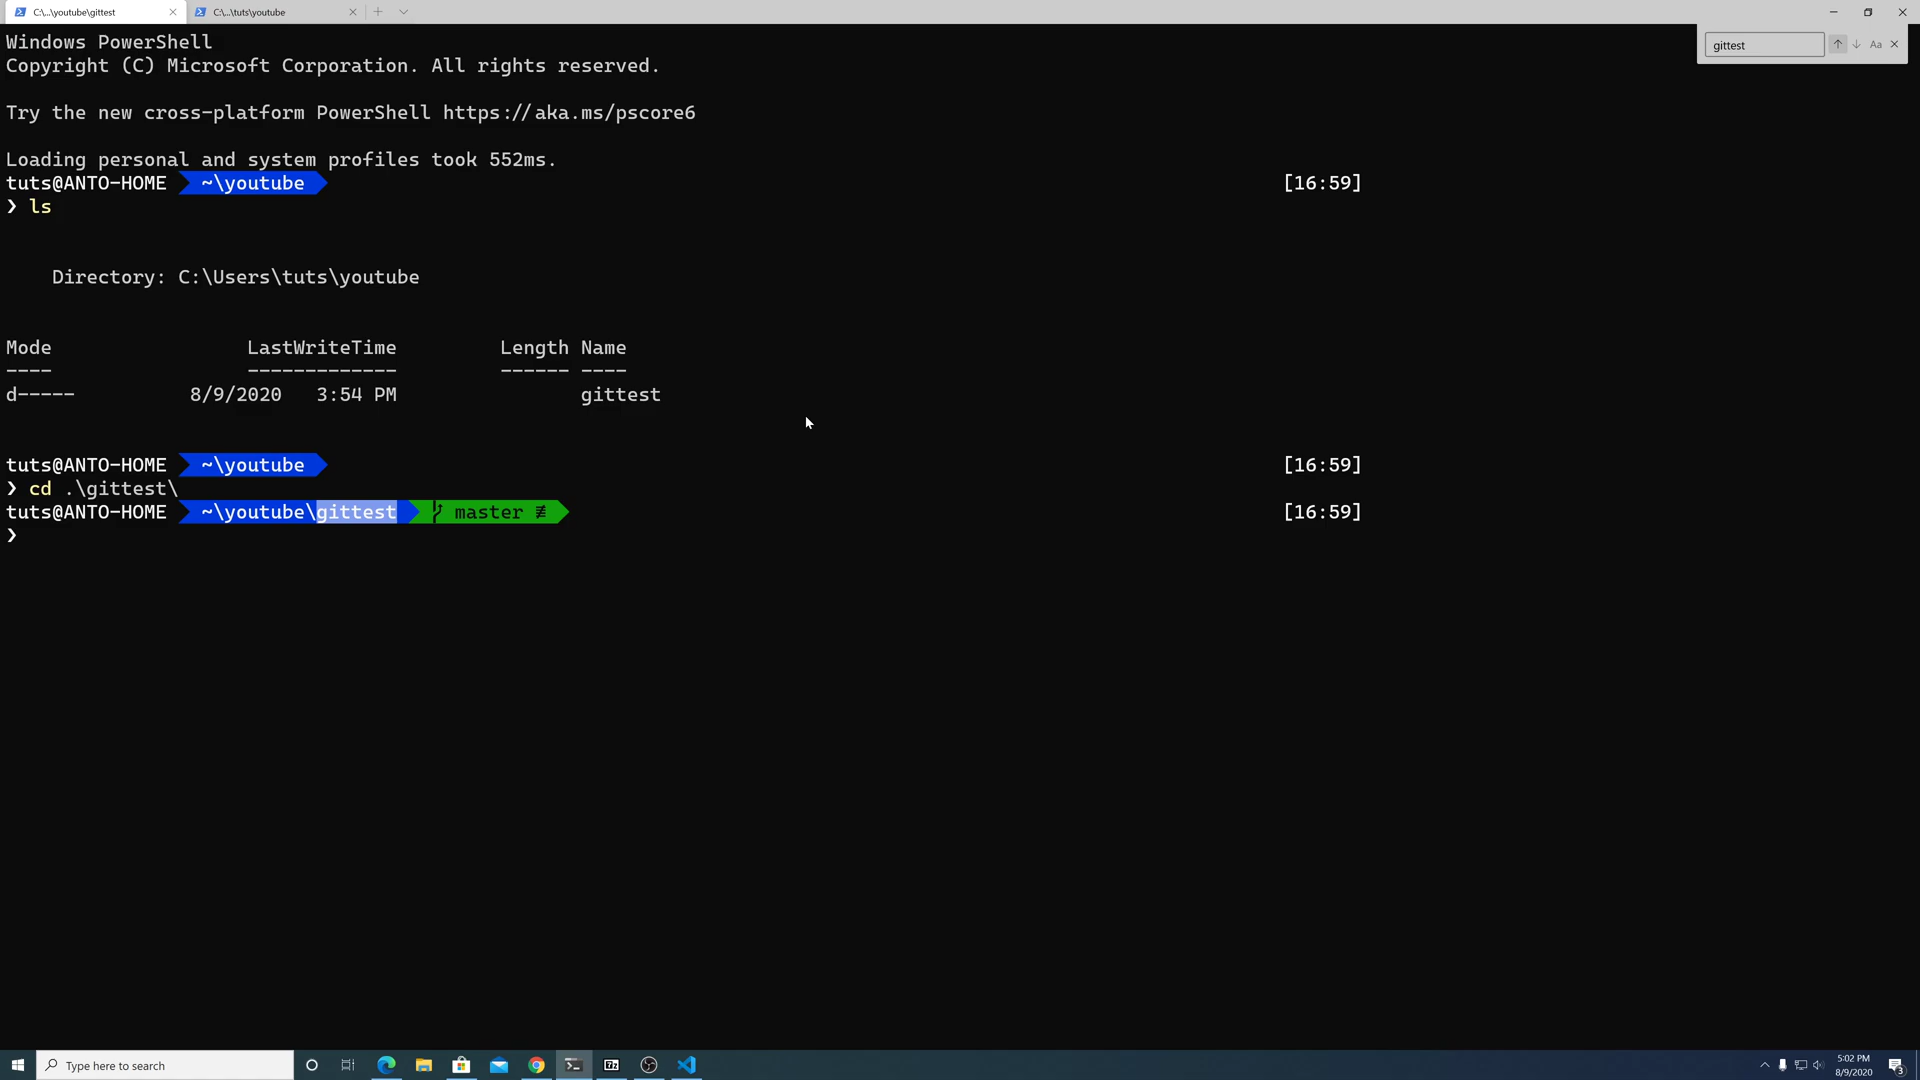 C:\...\youtube\gittest
C:\...\tuts\youtube
gittest
Aa
Windows PowerShell
Copyright (C) Microsoft Corporation. All rights reserved.
Try the new cross-platform PowerShell https://aka.ms/pscore6
Loading personal and system profiles took 552ms.
tuts@ANTO-HOME ~\youtube [16:59]
❯ ls
Directory: C:\Users\tuts\youtube
Mode LastWriteTime Length Name
---- ------------- ------ ----
d----- 8/9/2020 3:54 PM gittest
tuts@ANTO-HOME ~\youtube [16:59]
❯ cd .\gittest\
tuts@ANTO-HOME ~\youtube\gittest master ≢ [16:59]
❯
Type here to search
5:02 PM
8/9/2020
3